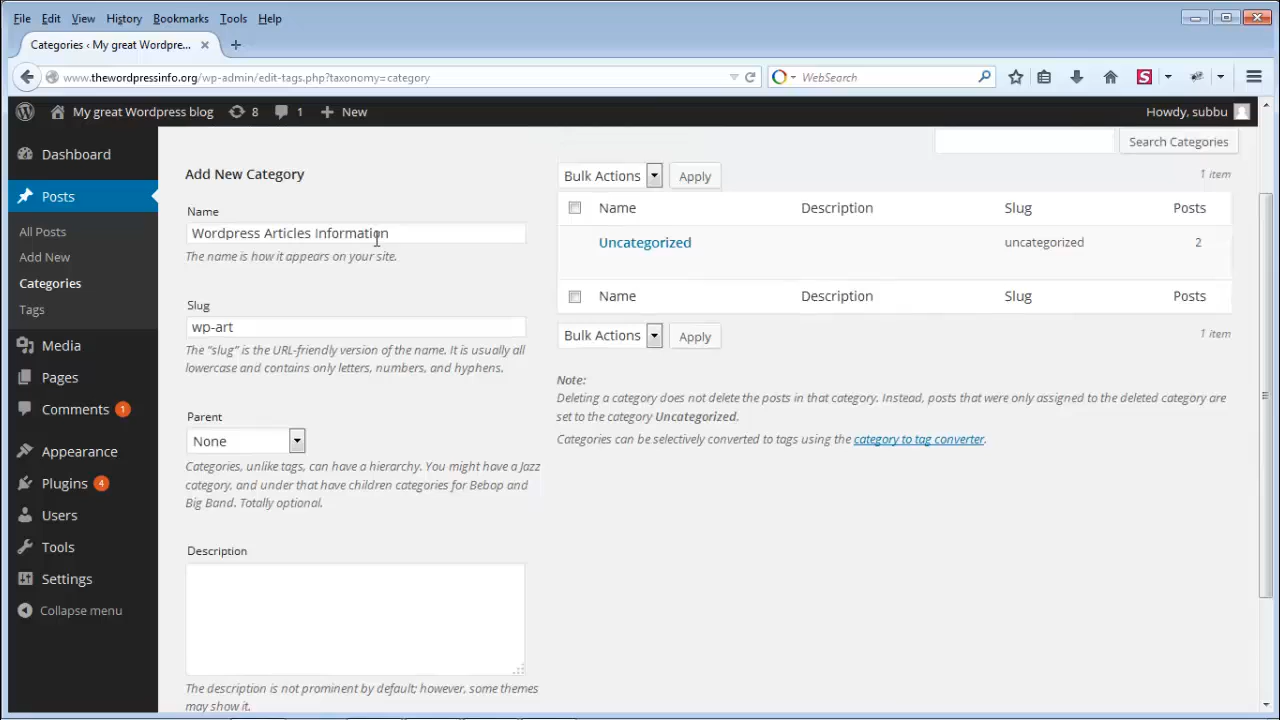 File Edit View History Bookmarks Tools Help
Categories ‹ My great Wordpre... × +
www.thewordpressinfo.org/wp-admin/edit-tags.php?taxonomy=category
WebSearch
My great Wordpress blog 8 1 + New Howdy, subbu
Dashboard
Posts
All Posts
Add New
Categories
Tags
Media
Pages
Comments 1
Appearance
Plugins 4
Users
Tools
Settings
Collapse menu
Add New Category
Name
Wordpress Articles Information
The name is how it appears on your site.
Slug
wp-art
The “slug” is the URL-friendly version of the name. It is usually all
lowercase and contains only letters, numbers, and hyphens.
Parent
None
Categories, unlike tags, can have a hierarchy. You might have a Jazz
category, and under that have children categories for Bebop and
Big Band. Totally optional.
Description
The description is not prominent by default; however, some themes
may show it.
Search Categories
Bulk Actions Apply 1 item
Name Description Slug Posts
Uncategorized uncategorized 2
Name Description Slug Posts
Bulk Actions Apply 1 item
Note:
Deleting a category does not delete the posts in that category. Instead, posts that were only assigned to the deleted category are
set to the category Uncategorized.
Categories can be selectively converted to tags using the category to tag converter.